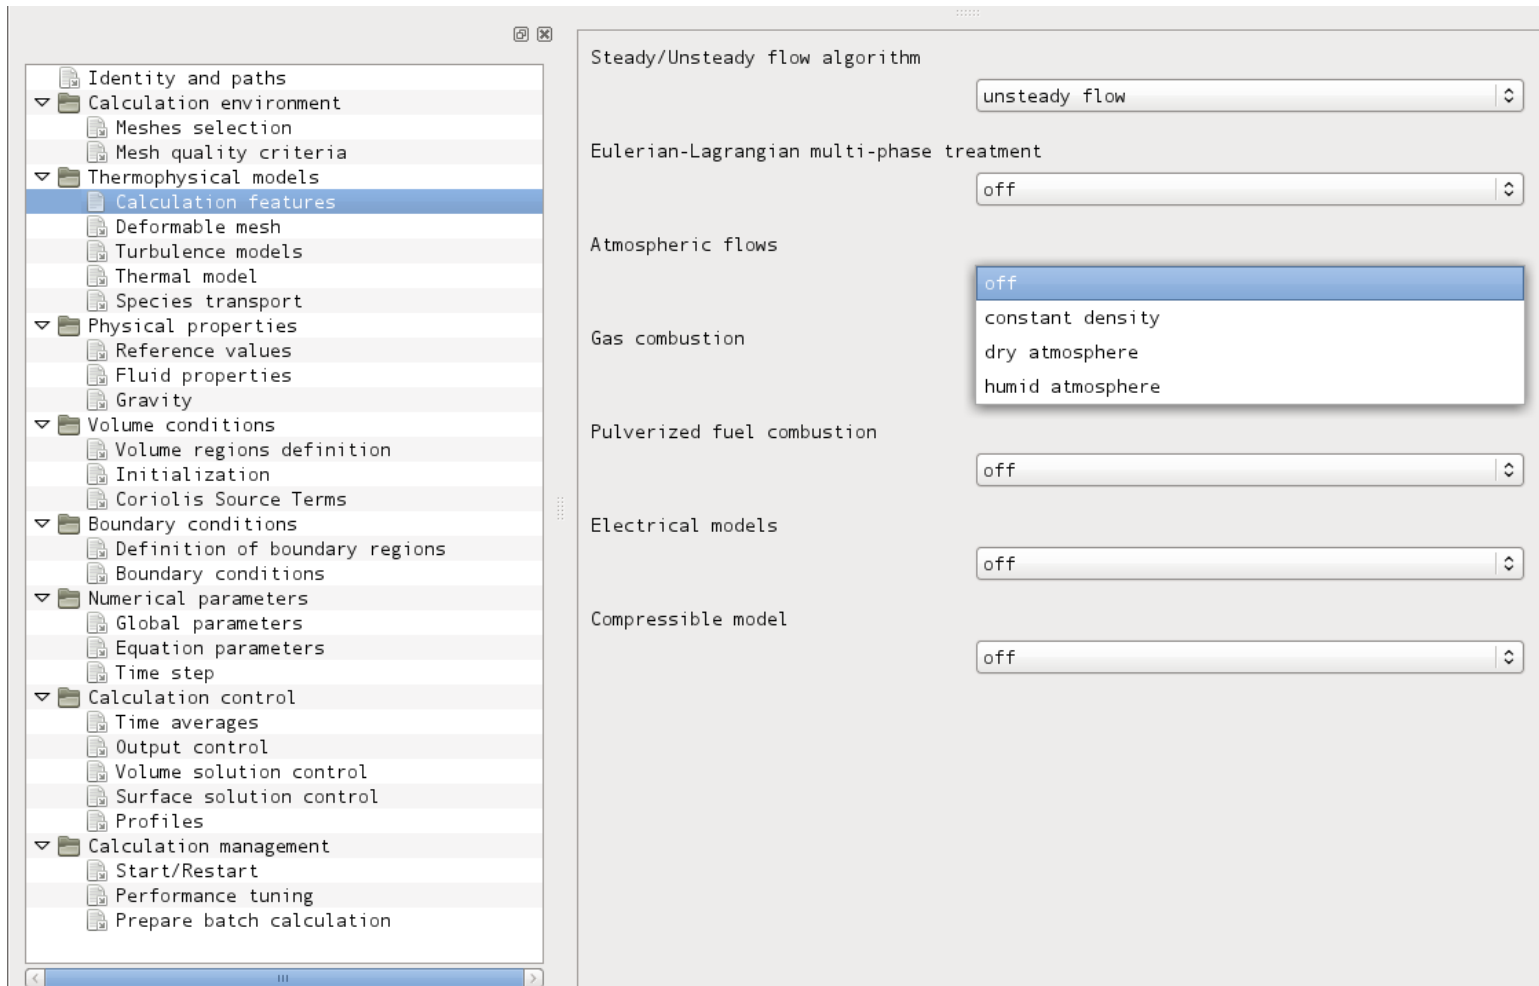 Identity and paths
Calculation environment
Meshes selection
Mesh quality criteria
Thermophysical models
Calculation features
Deformable mesh
Turbulence models
Thermal model
Species transport
Physical properties
Reference values
Fluid properties
Gravity
Volume conditions
Volume regions definition
Initialization
Coriolis Source Terms
Boundary conditions
Definition of boundary regions
Boundary conditions
Numerical parameters
Global parameters
Equation parameters
Time step
Calculation control
Time averages
Output control
Volume solution control
Surface solution control
Profiles
Calculation management
Start/Restart
Performance tuning
Prepare batch calculation
Steady/Unsteady flow algorithm
unsteady flow
Eulerian-Lagrangian multi-phase treatment
off
Atmospheric flows
off
constant density
dry atmosphere
humid atmosphere
Gas combustion
Pulverized fuel combustion
off
Electrical models
off
Compressible model
off